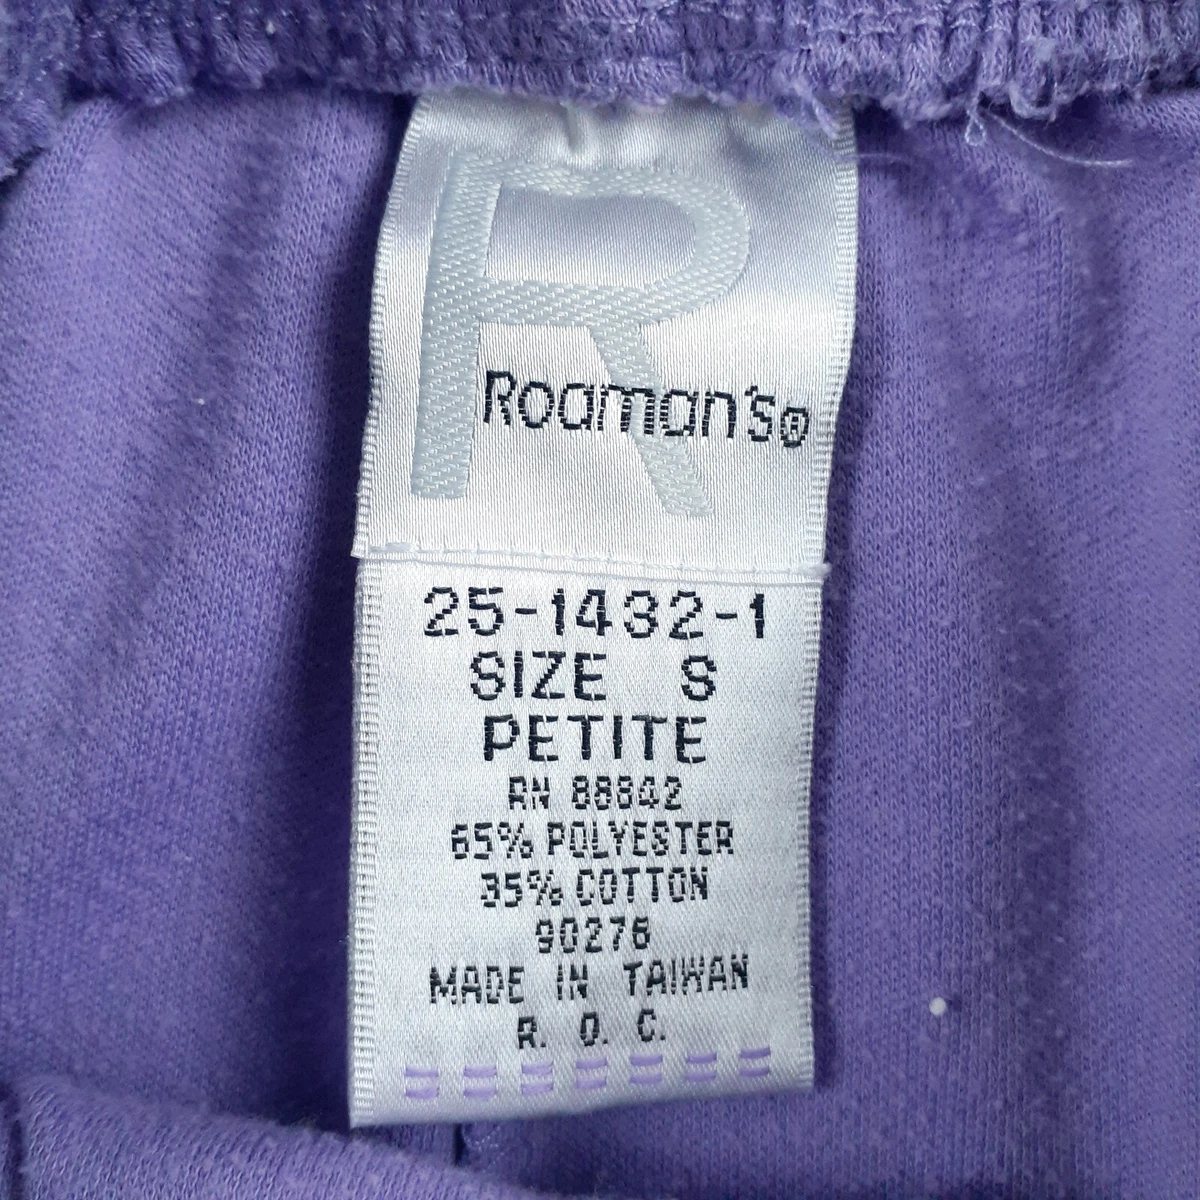 R
Roaman's®
25-1432-1
SIZE S
PETITE
RN 88842
65% POLYESTER
35% COTTON
90276
MADE IN TAIWAN
R. O. C.